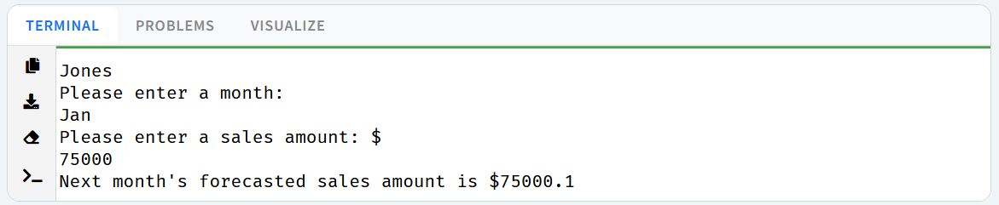 TERMINAL PROBLEMS VISUALIZE
Jones
Please enter a month:
Jan
Please enter a sales amount: $
75000
Next month's forecasted sales amount is $75000.1